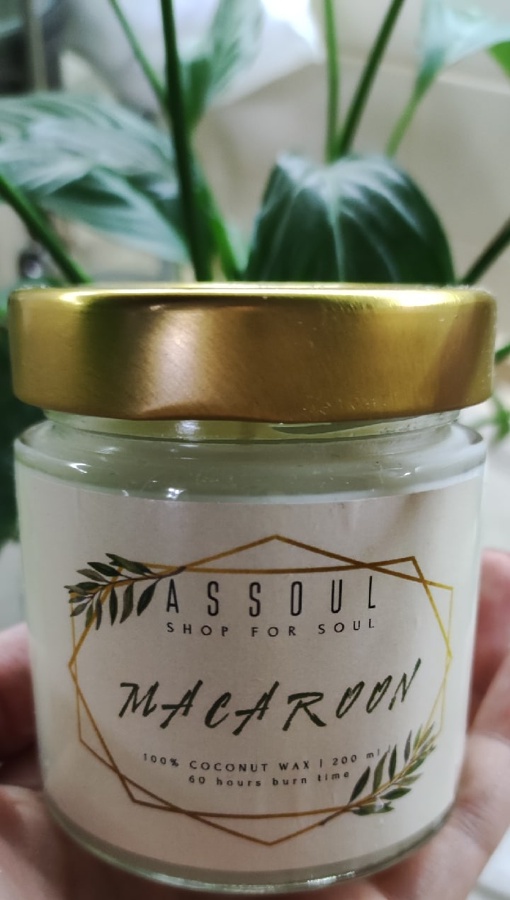 ASSOUL
SHOP FOR SOUL
MACAROON
100% COCONUT WAX | 200 ml
60 hours burn time